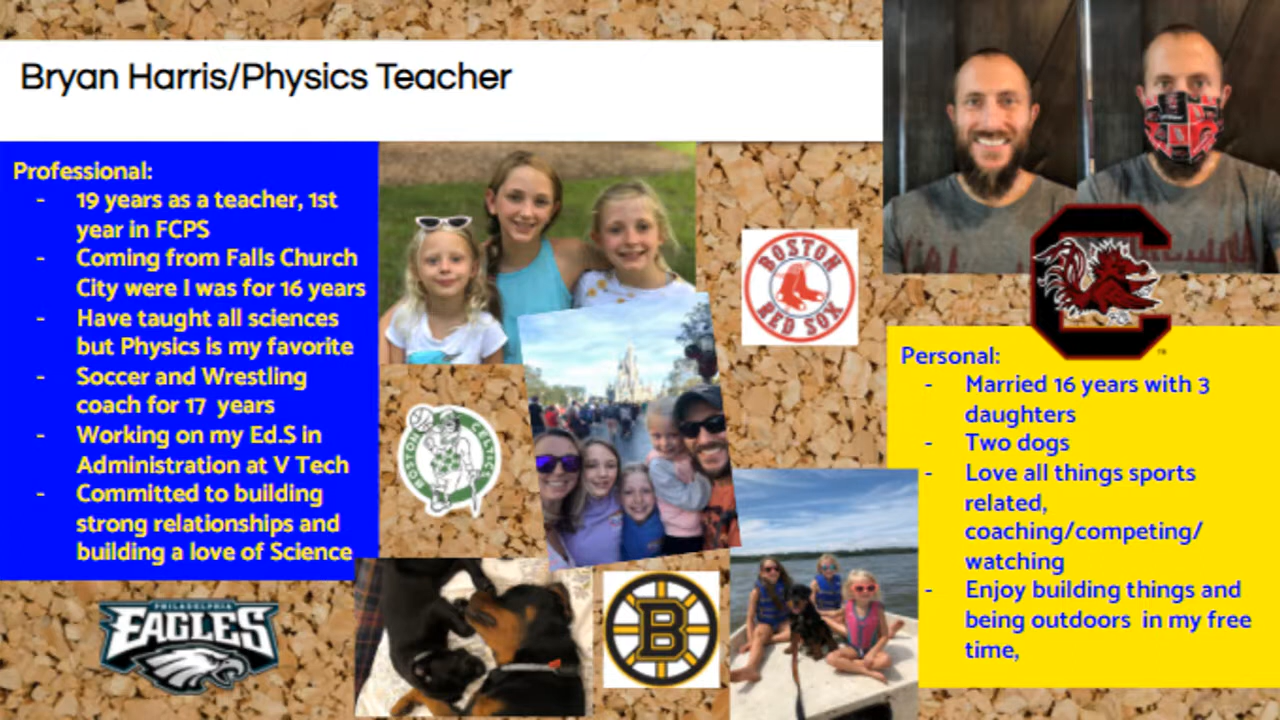 Bryan Harris/Physics Teacher
Professional:
- 19 years as a teacher, 1st
year in FCPS
- Coming from Falls Church
City were I was for 16 years
- Have taught all sciences
but Physics is my favorite
- Soccer and Wrestling
coach for 17 years
- Working on my Ed.S in
Administration at V Tech
- Committed to building
strong relationships and
building a love of Science
BOSTON
RED SOX
BOSTON CELTICS
PHILADELPHIA
EAGLES
B
Personal:
- Married 16 years with 3
daughters
- Two dogs
- Love all things sports
related,
coaching/competing/
watching
- Enjoy building things and
being outdoors in my free
time,